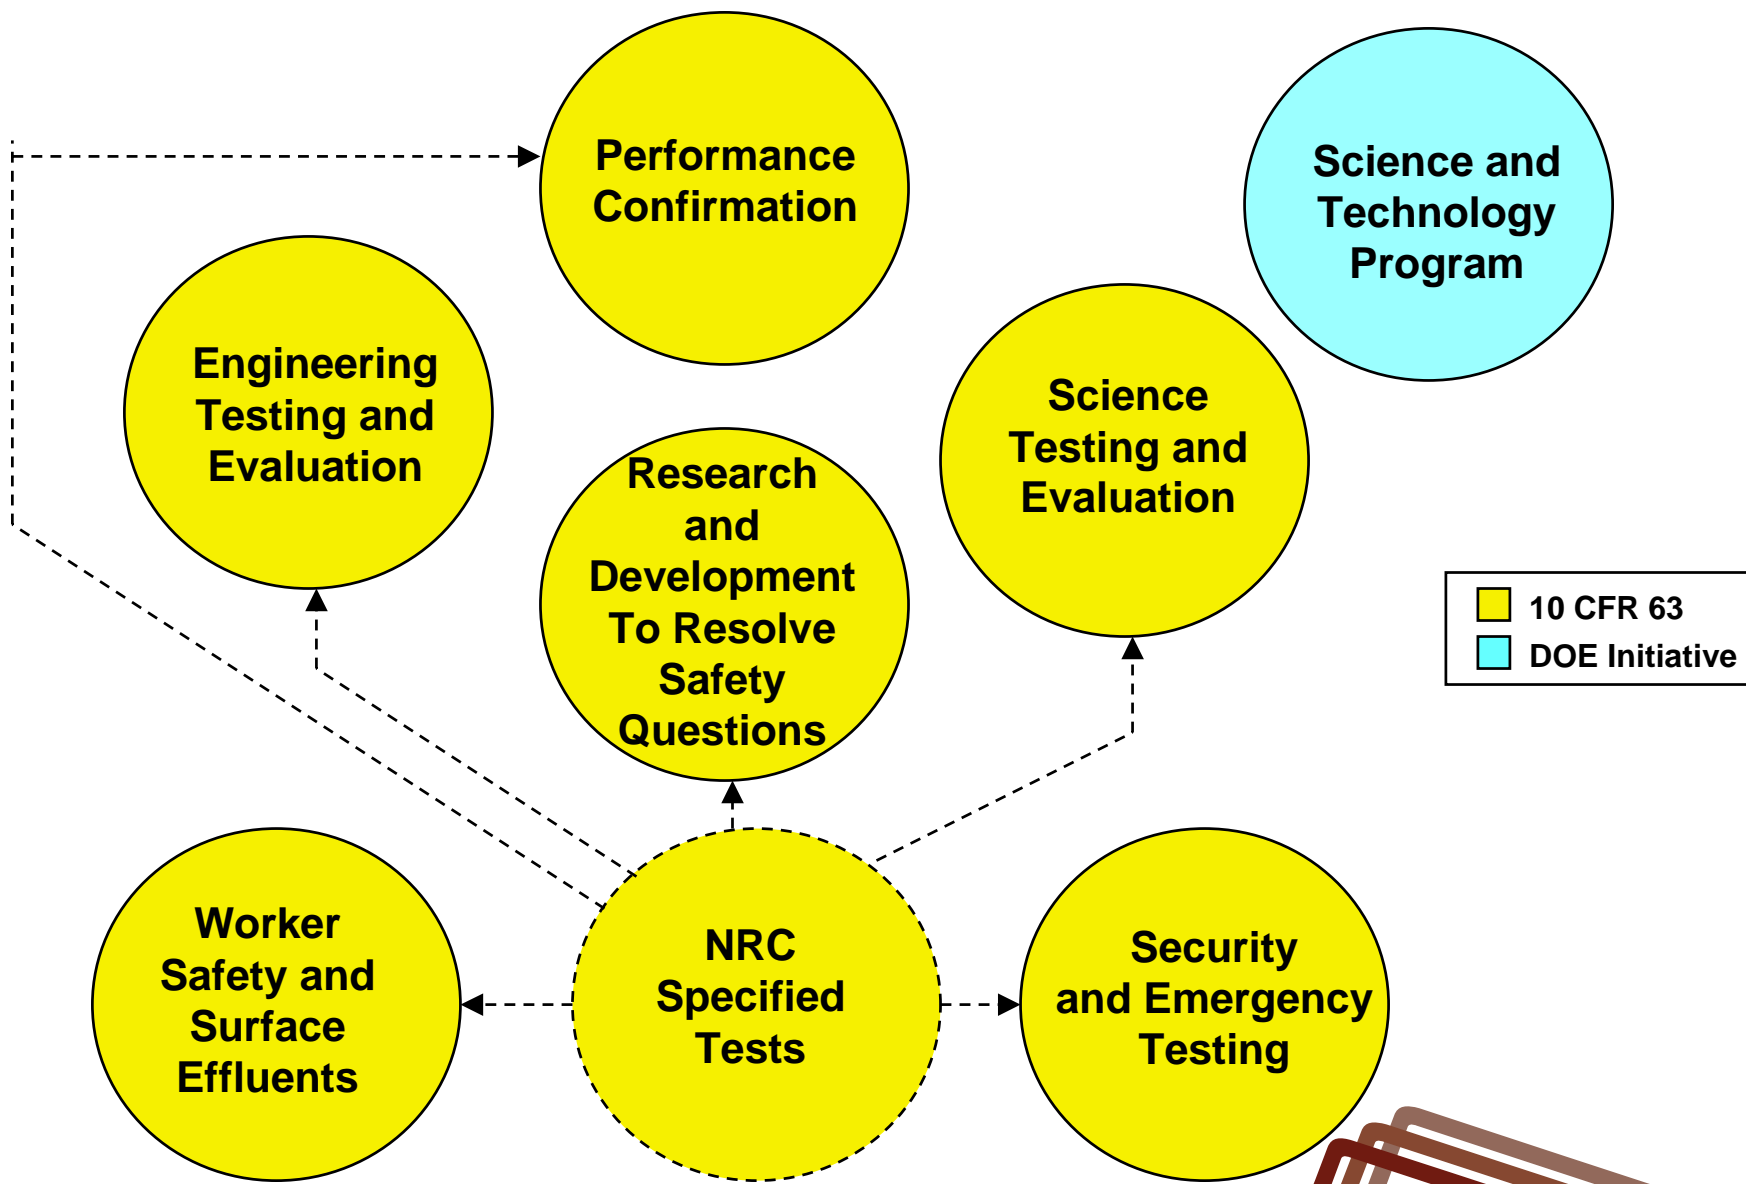 Performance
Confirmation
Science and
Technology
Program
Engineering
Testing and
Evaluation
Science
Testing and
Evaluation
Research
and
Development
To Resolve
Safety
Questions
10 CFR 63
DOE Initiative
Worker
Safety and
Surface
Effluents
NRC
Specified
Tests
Security
and Emergency
Testing